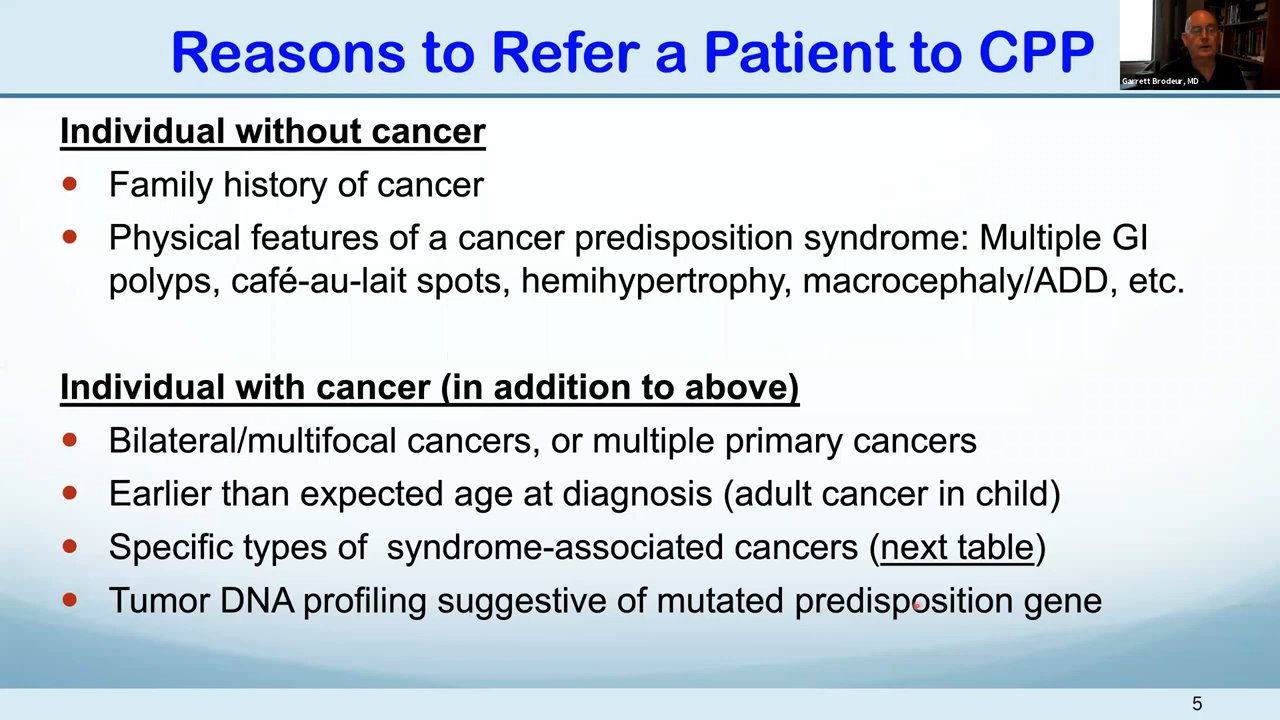 Reasons to Refer a Patient to CPP
Garrett Brodeur, MD
Individual without cancer
• Family history of cancer
• Physical features of a cancer predisposition syndrome: Multiple GI
polyps, café-au-lait spots, hemihypertrophy, macrocephaly/ADD, etc.
Individual with cancer (in addition to above)
• Bilateral/multifocal cancers, or multiple primary cancers
• Earlier than expected age at diagnosis (adult cancer in child)
• Specific types of  syndrome-associated cancers (next table)
• Tumor DNA profiling suggestive of mutated predisposition gene
5